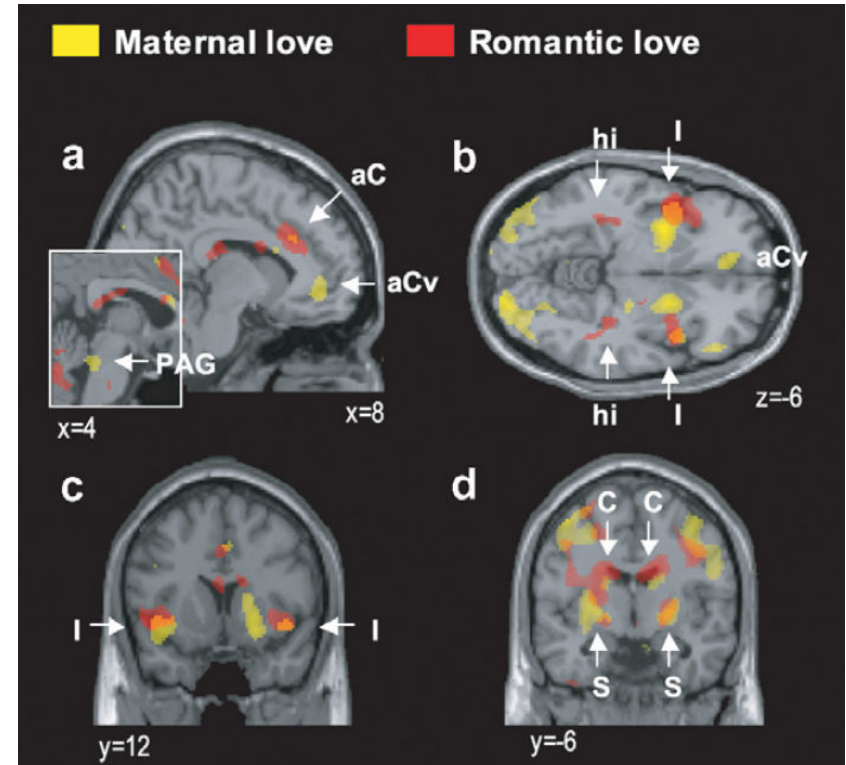 Maternal love Romantic love
a
aC
aCv
PAG
x=4
x=8
b
hi I
aCv
hi I
z=-6
c
I I
y=12
d
C C
S S
y=-6